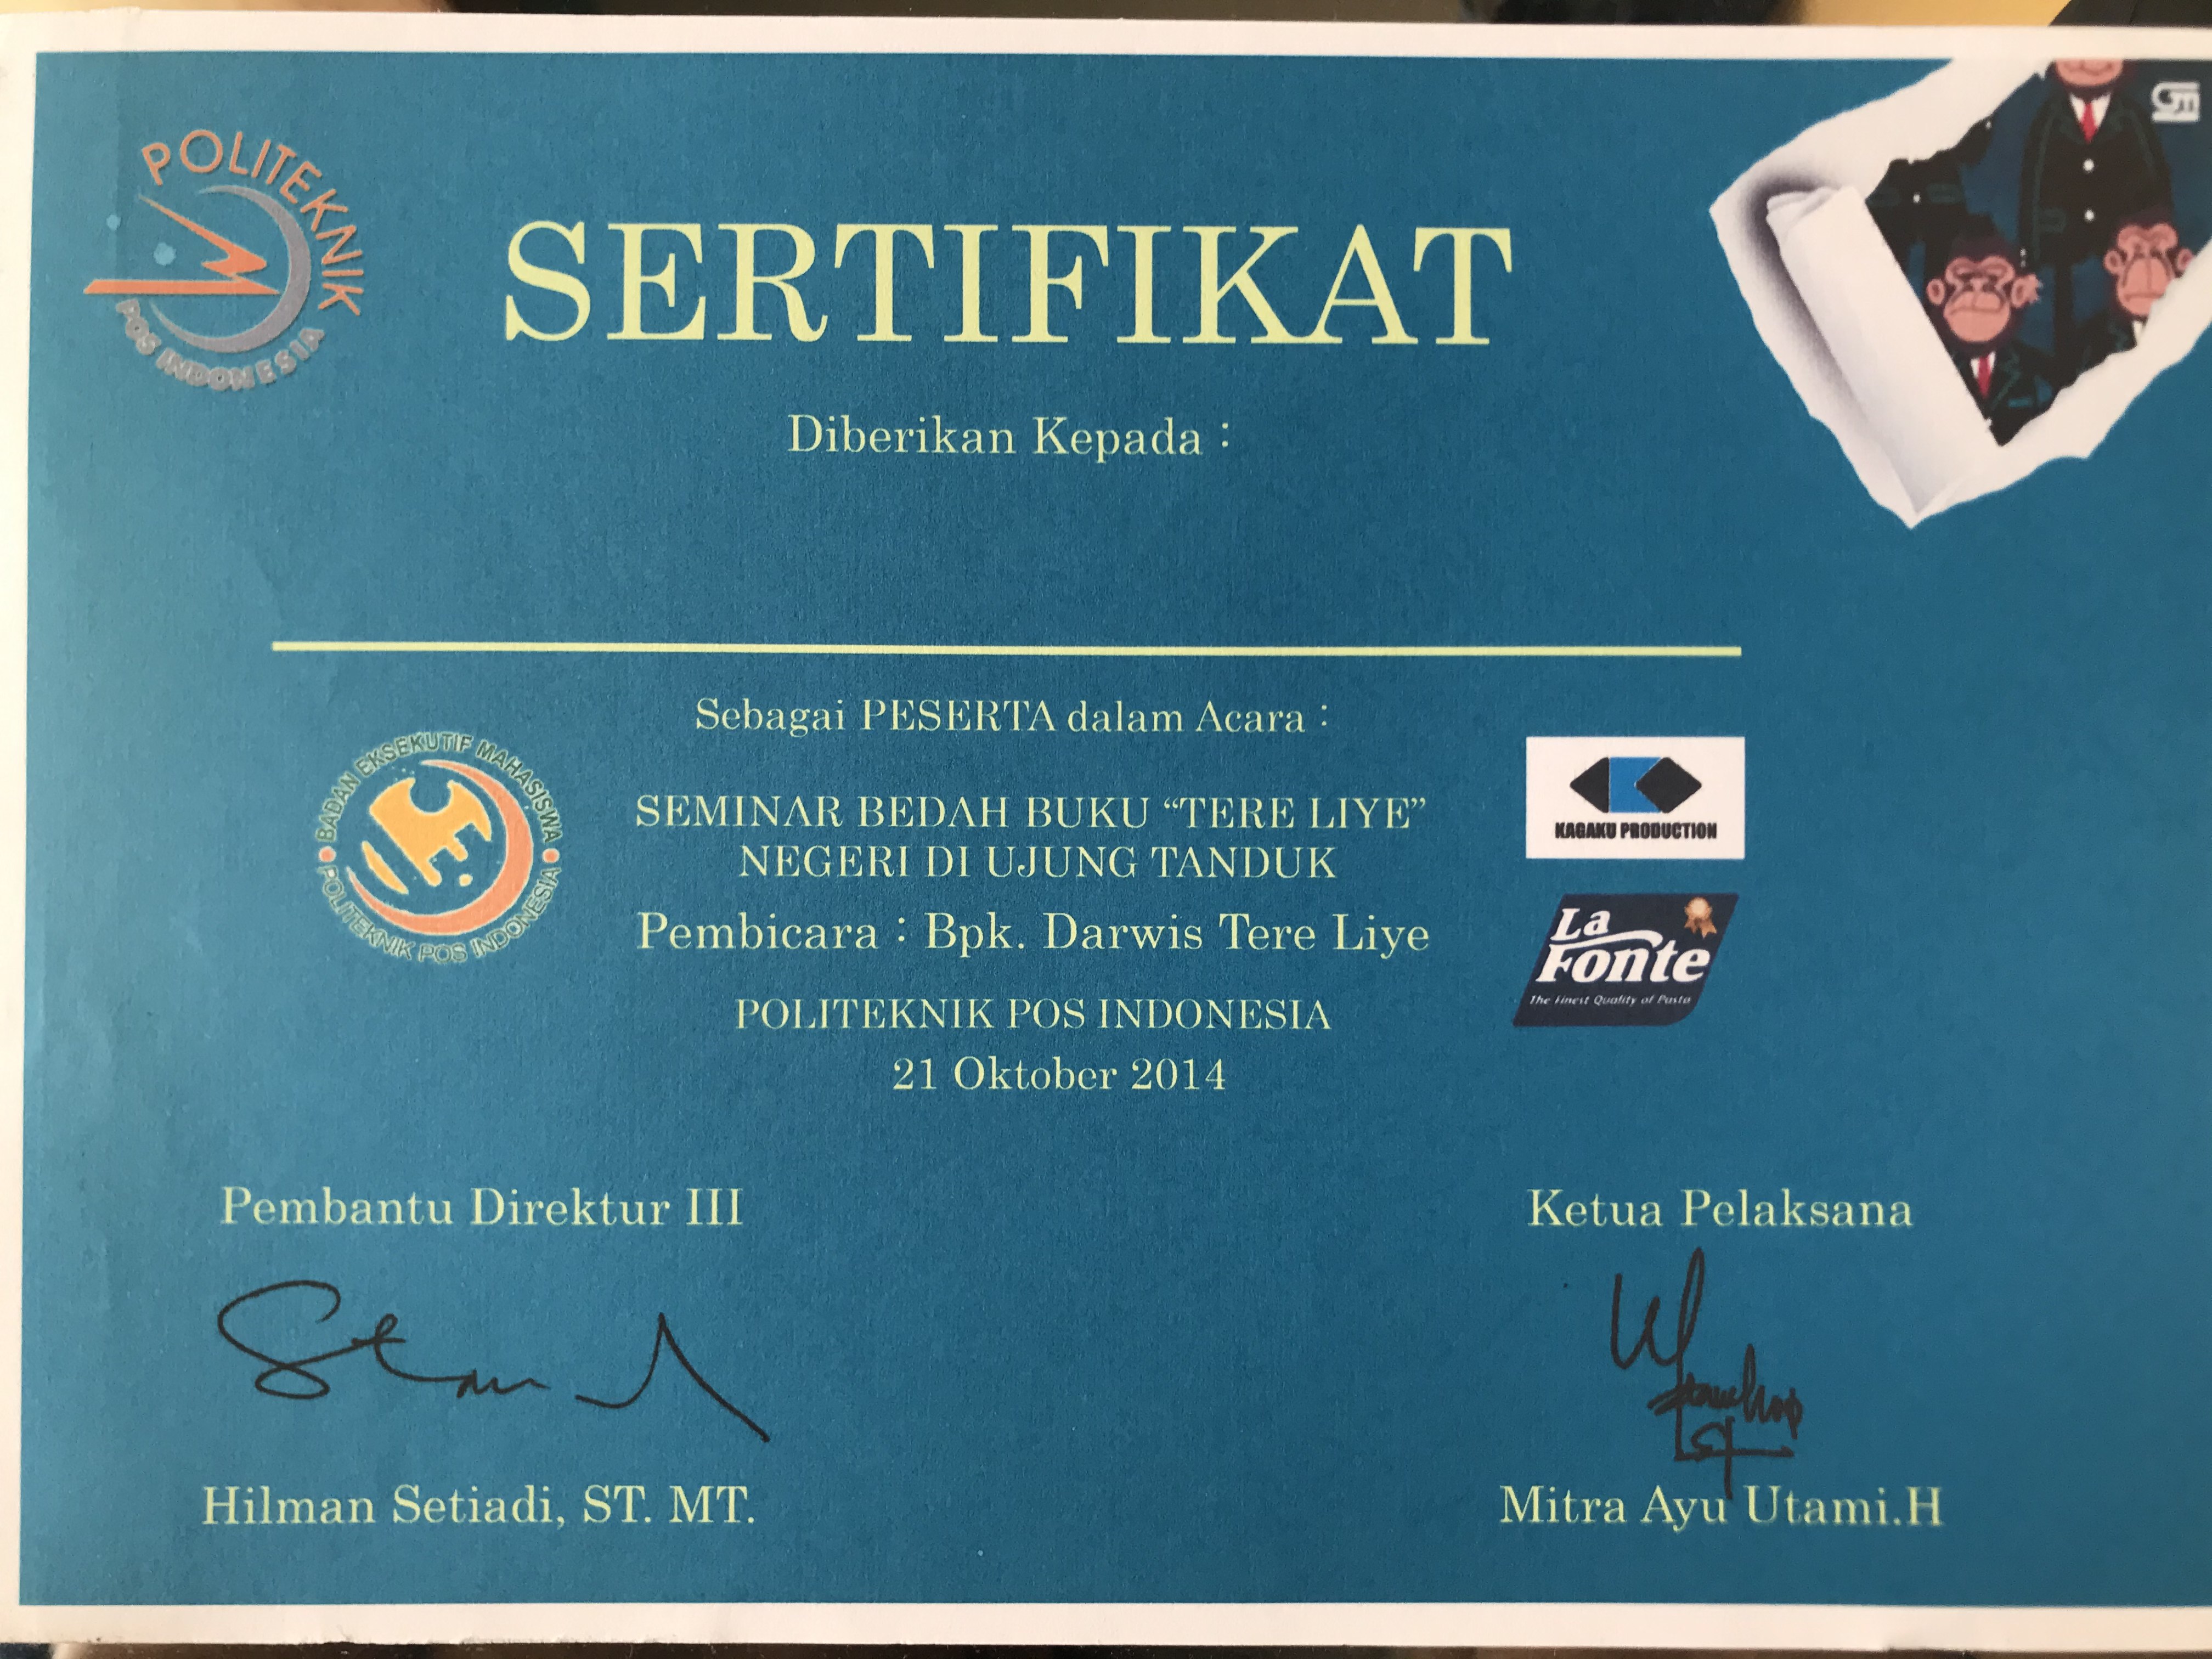 POLITEKNIK
POS INDONESIA
SERTIFIKAT
Diberikan Kepada :
Sebagai PESERTA dalam Acara :
BADAN EKSEKUTIF MAHASISWA
POLITEKNIK POS INDONESIA
SEMINAR BEDAH BUKU “TERE LIYE”
NEGERI DI UJUNG TANDUK
Pembicara : Bpk. Darwis Tere Liye
POLITEKNIK POS INDONESIA
21 Oktober 2014
KAGAKU PRODUCTION
La
Fonte
The Finest Quality of Pasta
Pembantu Direktur III
Ketua Pelaksana
Hilman Setiadi, ST. MT.
Mitra Ayu Utami.H